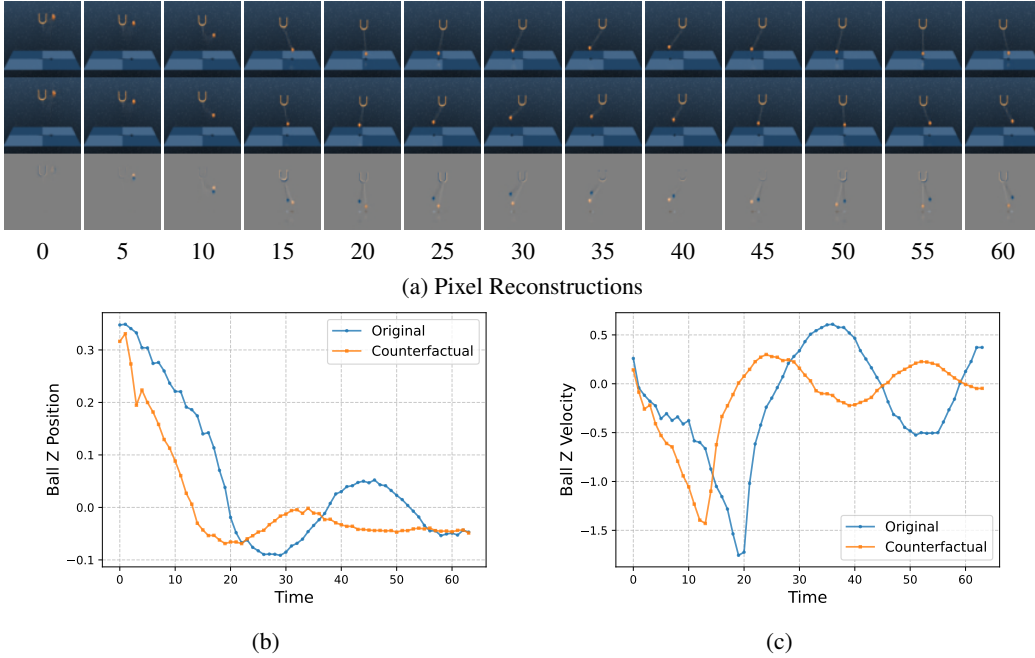 0 5 10 15 20 25 30 35 40 45 50 55 60
(a) Pixel Reconstructions
Ball Z Position
0.3
0.2
0.1
0.0
−0.1
0 10 20 30 40 50 60
Time
Original
Counterfactual
(b)
Ball Z Velocity
0.5
0.0
−0.5
−1.0
−1.5
0 10 20 30 40 50 60
Time
Original
Counterfactual
(c)